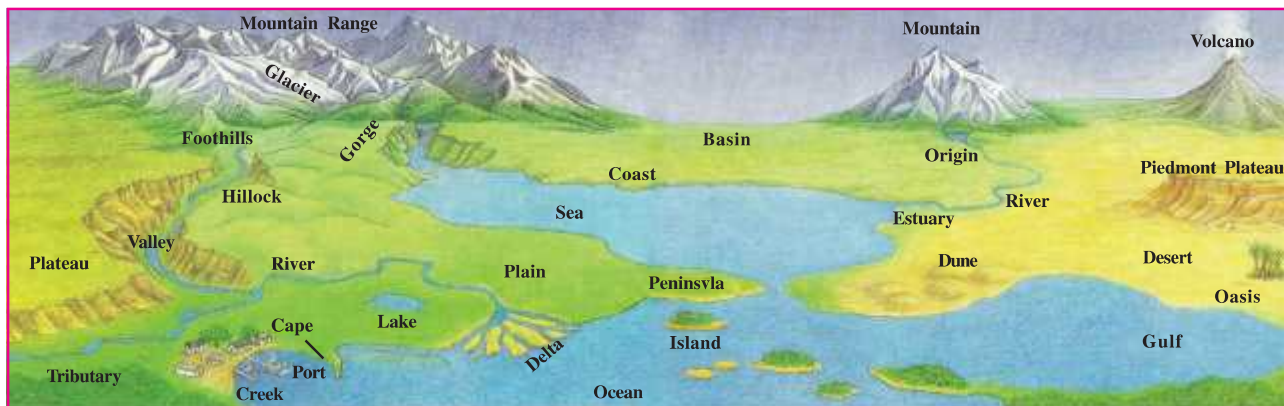 Mountain Range
Mountain
Volcano
Glacier
Foothills
Gorge
Basin
Origin
Coast
Piedmont Plateau
Hillock
River
Sea
Estuary
Valley
Plateau
River
Plain
Dune
Desert
Peninsvla
Oasis
Cape
Lake
Island
Gulf
Delta
Tributary
Port
Creek
Ocean